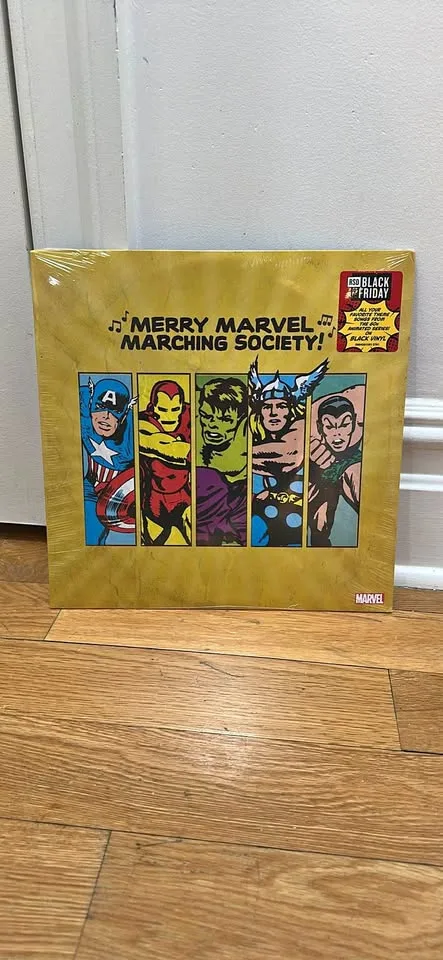 RSD BLACK
FRIDAY
ALL YOUR
FAVORITE THEME
SONGS FROM
THE 60s
ANIMATED SERIES!
ON
BLACK VINYL
MERRY MARVEL
MARCHING SOCIETY!
A
MARVEL